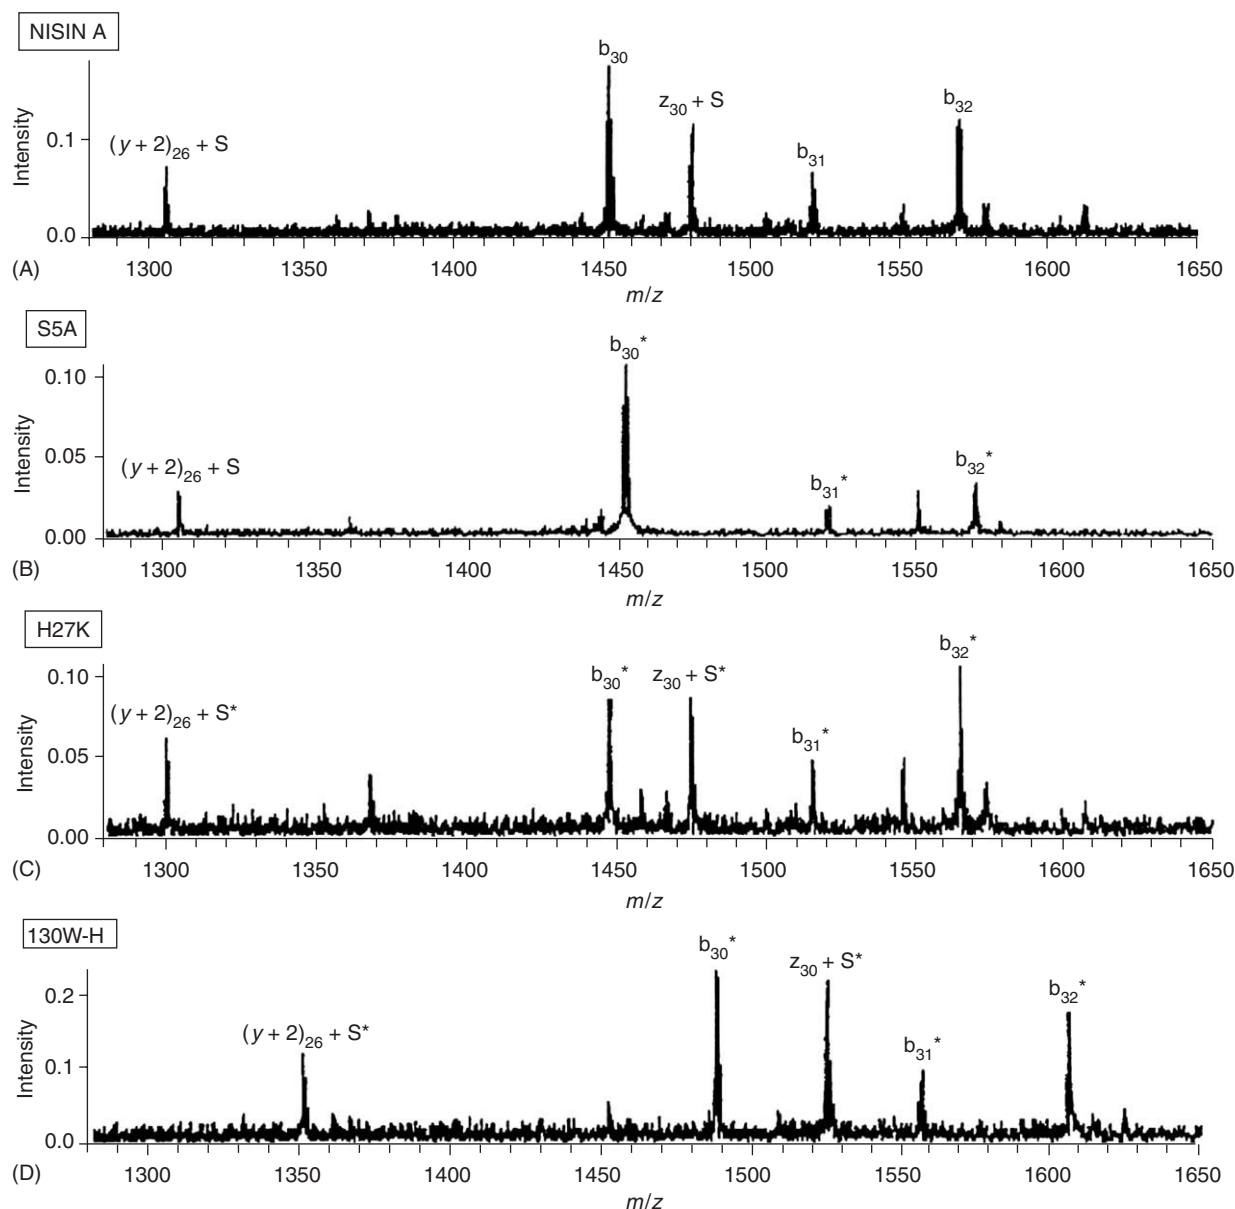 NISIN A
b30
z30 + S
b32
(y + 2)26 + S
b31
0.1
0.0
Intensity
1300 1350 1400 1450 1500 1550 1600 1650
(A)
m/z
S5A
b30*
0.10
0.05
0.00
Intensity
(y + 2)26 + S
b31*
b32*
1300 1350 1400 1450 1500 1550 1600 1650
(B)
m/z
H27K
b32*
b30*
z30 + S*
(y + 2)26 + S*
b31*
0.10
0.05
0.00
Intensity
1300 1350 1400 1450 1500 1550 1600 1650
(C)
m/z
130W-H
b30*
z30 + S*
b32*
(y + 2)26 + S*
b31*
0.2
0.1
0.0
Intensity
1300 1350 1400 1450 1500 1550 1600 1650
(D)
m/z